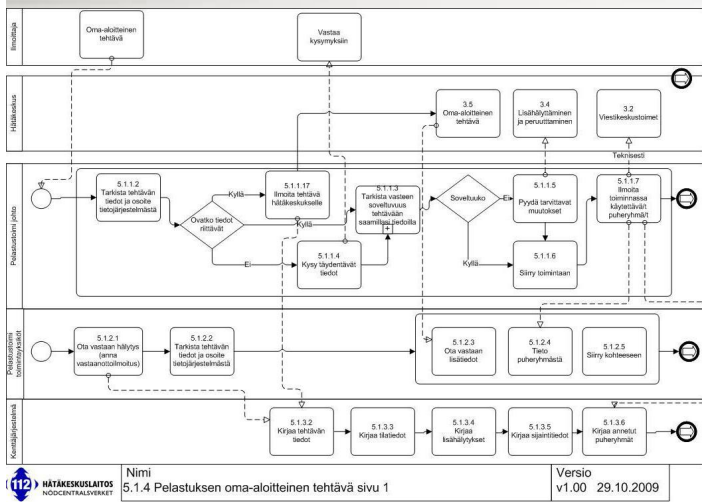 Ilmoittaja
Oma-aloitteinen
tehtävä
Vastaa
kysymyksiin
Hätäkeskus
3.5
Oma-aloitteinen
tehtävä
3.4
Lisähälyttäminen
ja peruuttaminen
3.2
Viestikeskustoimet
Teknisesti
Pelastustoimi johto
5.1.1.2
Tarkista tehtävän
tiedot ja osoite
tietojärjestelmästä
Ovatko tiedot
riittävät
Kyllä
Kyllä
Ei
5.1.1.17
Ilmoita tehtävä
hätäkeskukselle
5.1.1.4
Kysy täydentävät
tiedot
5.1.1.3
Tarkista vasteen
soveltuvuus
tehtävään
saamillasi tiedoilla
Soveltuuko
Ei
Kyllä
5.1.1.5
Pyydä tarvittavat
muutokset
5.1.1.6
Siirry toimintaan
5.1.1.7
Ilmoita
toiminnassa
käytettävä/t
puheryhmä/t
Pelastustoimi
toimintayksiköt
5.1.2.1
Ota vastaan hälytys
(anna
vastaanottoilmoitus)
5.1.2.2
Tarkista tehtävän
tiedot ja osoite
tietojärjestelmästä
5.1.2.3
Ota vastaan
lisätiedot
5.1.2.4
Tieto
puheryhmästä
5.1.2.5
Siirry kohteeseen
Kenttäjärjestelmä
5.1.3.2
Kirjaa tehtävän
tiedot
5.1.3.3
Kirjaa tilatiedot
5.1.3.4
Kirjaa
lisähälytykset
5.1.3.5
Kirjaa sijaintitiedot
5.1.3.6
Kirjaa annetut
puheryhmät
112
HÄTÄKESKUSLAITOS
NÖDCENTRALSVERKET
Nimi
5.1.4 Pelastuksen oma-aloitteinen tehtävä sivu 1
Versio
v1.00 29.10.2009